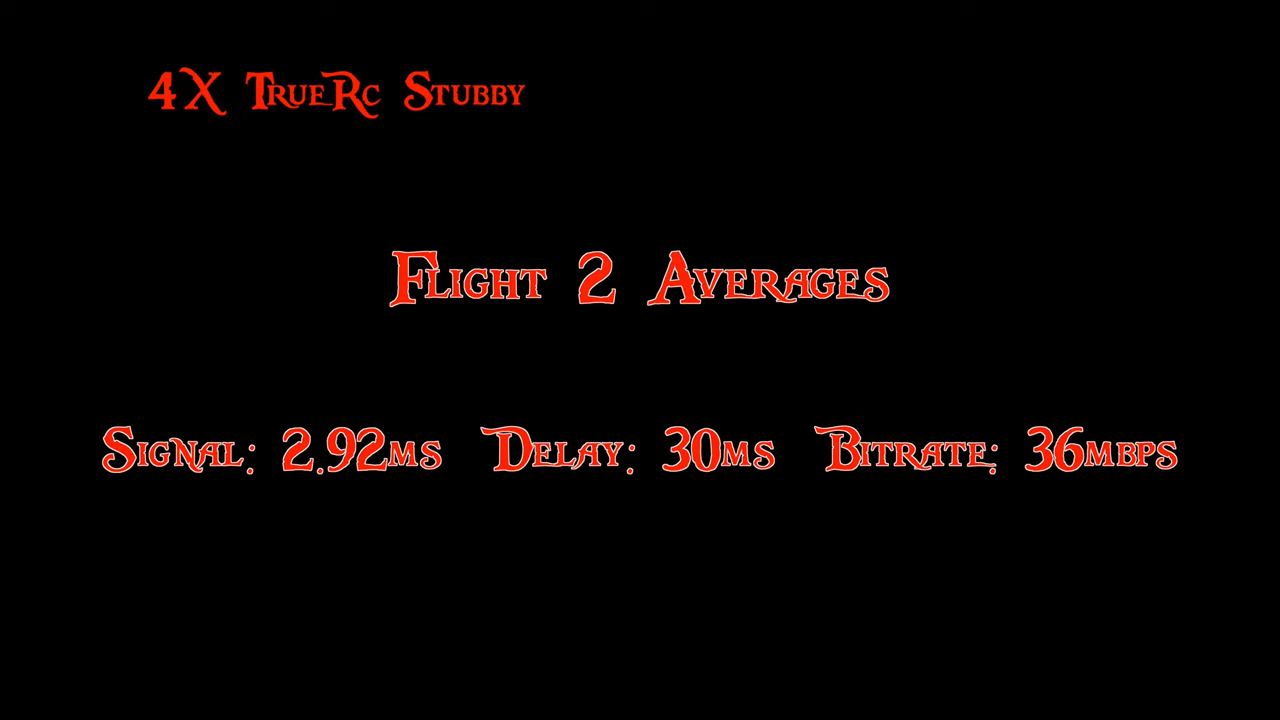 4X TrueRc Stubby
Flight 2 Averages
Signal: 2.92ms Delay: 30ms Bitrate: 36mbps